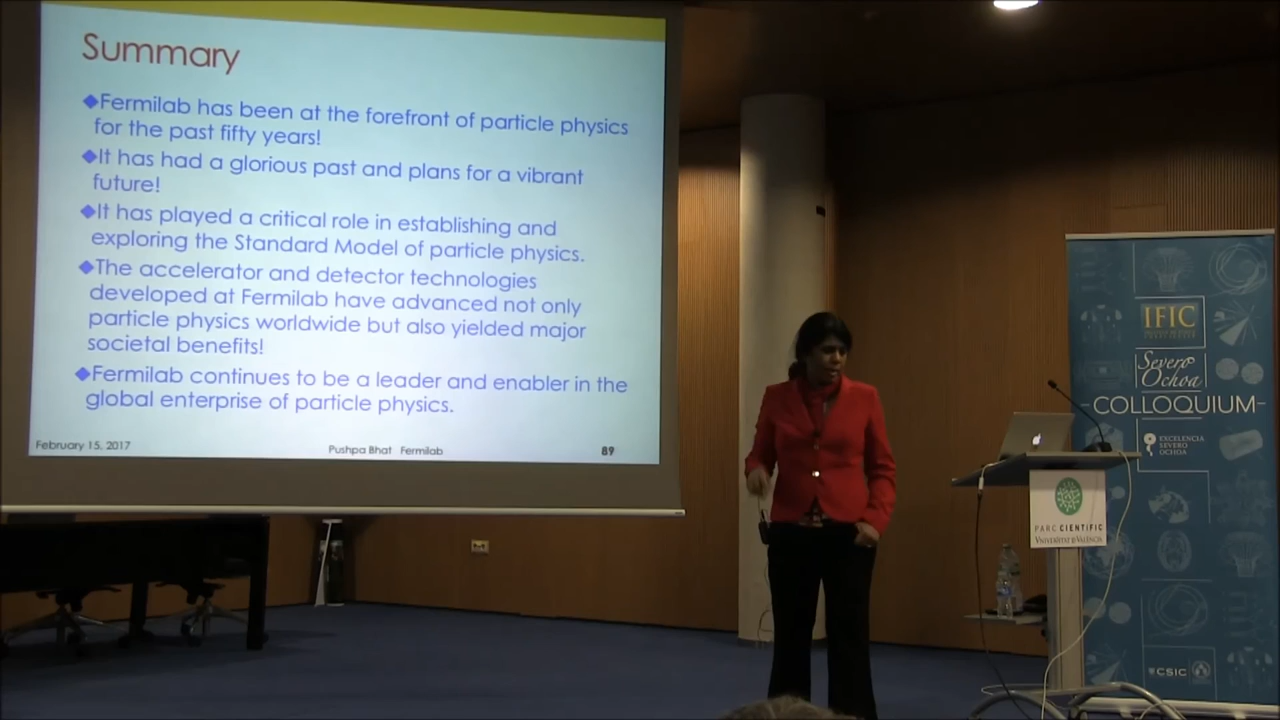 Summary
◆Fermilab has been at the forefront of particle physics
for the past fifty years!
◆It has had a glorious past and plans for a vibrant
future!
◆It has played a critical role in establishing and
exploring the Standard Model of particle physics.
◆The accelerator and detector technologies
developed at Fermilab have advanced not only
particle physics worldwide but also yielded major
societal benefits!
◆Fermilab continues to be a leader and enabler in the
global enterprise of particle physics.
February 15, 2017
Pushpa Bhat Fermilab
89
IFIC
Severo
Ochoa
COLLOQUIUM
EXCELENCIA
SEVERO
OCHOA
CSIC
PARC CIENTÍFIC